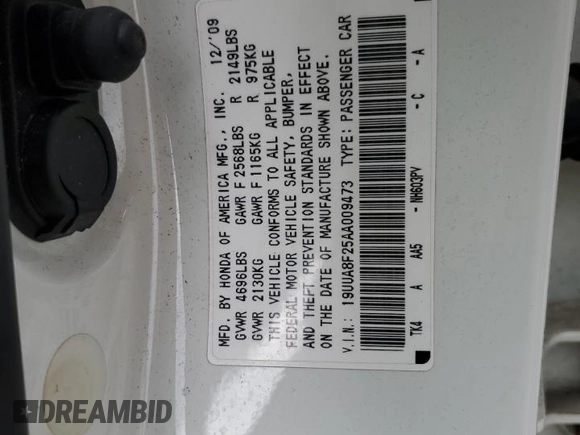 MFD. BY HONDA OF AMERICA MFG., INC. 12/'09
GVWR 4696LBS GAWR F 2568LBS R 2149LBS
GVWR 2130KG GAWR F 1165KG R 975KG
THIS VEHICLE CONFORMS TO ALL APPLICABLE
FEDERAL MOTOR VEHICLE SAFETY, BUMPER,
AND THEFT PREVENTION STANDARDS IN EFFECT
ON THE DATE OF MANUFACTURE SHOWN ABOVE.
V.I.N.: 19UUA8F25AA009473 TYPE: PASSENGER CAR
TK4 A AA5 - NH603PV - C - A
DREAMBID